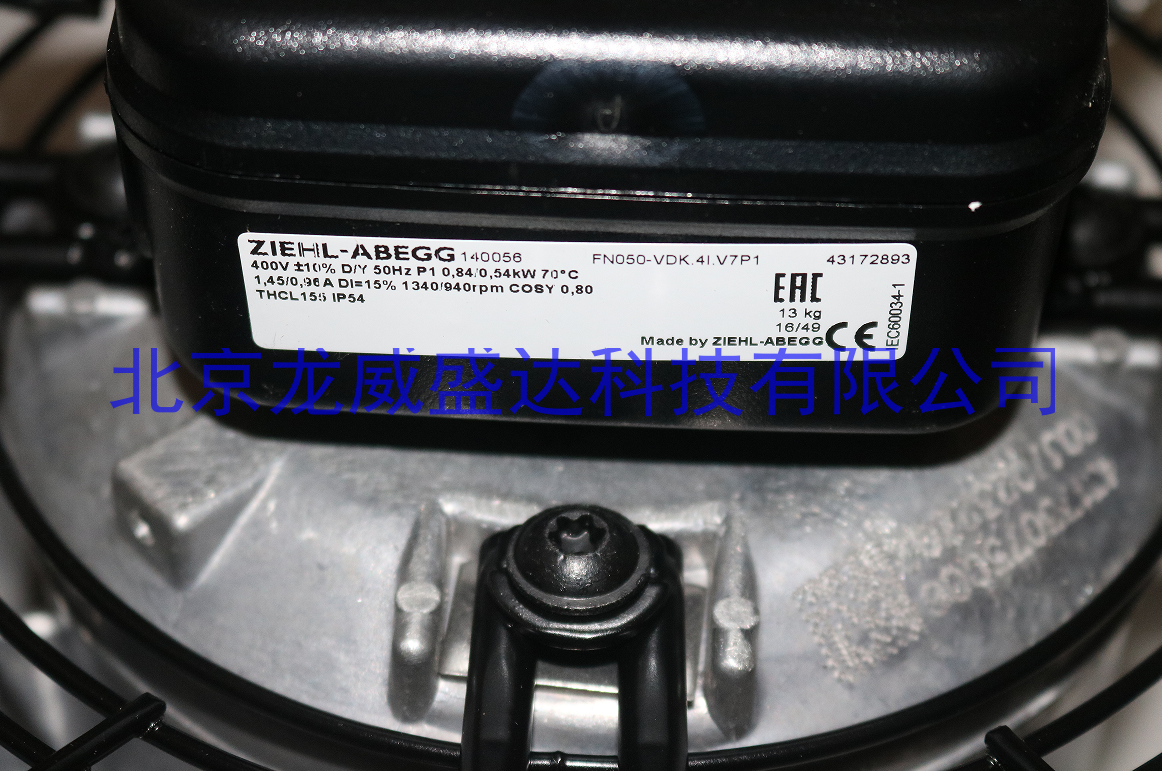 ZIEHL-ABEGG 140056 FN050-VDK.4I.V7P1 43172893
400V ±10% D/Y 50Hz P1 0,84/0,54kW 70°C
1,45/0,96A DI=15% 1340/940rpm COSY 0,80
THCL155 IP54
EAC
13 kg
16/49
Made by ZIEHL-ABEGG CE
EC60034-1
北京龙威盛达科技有限公司